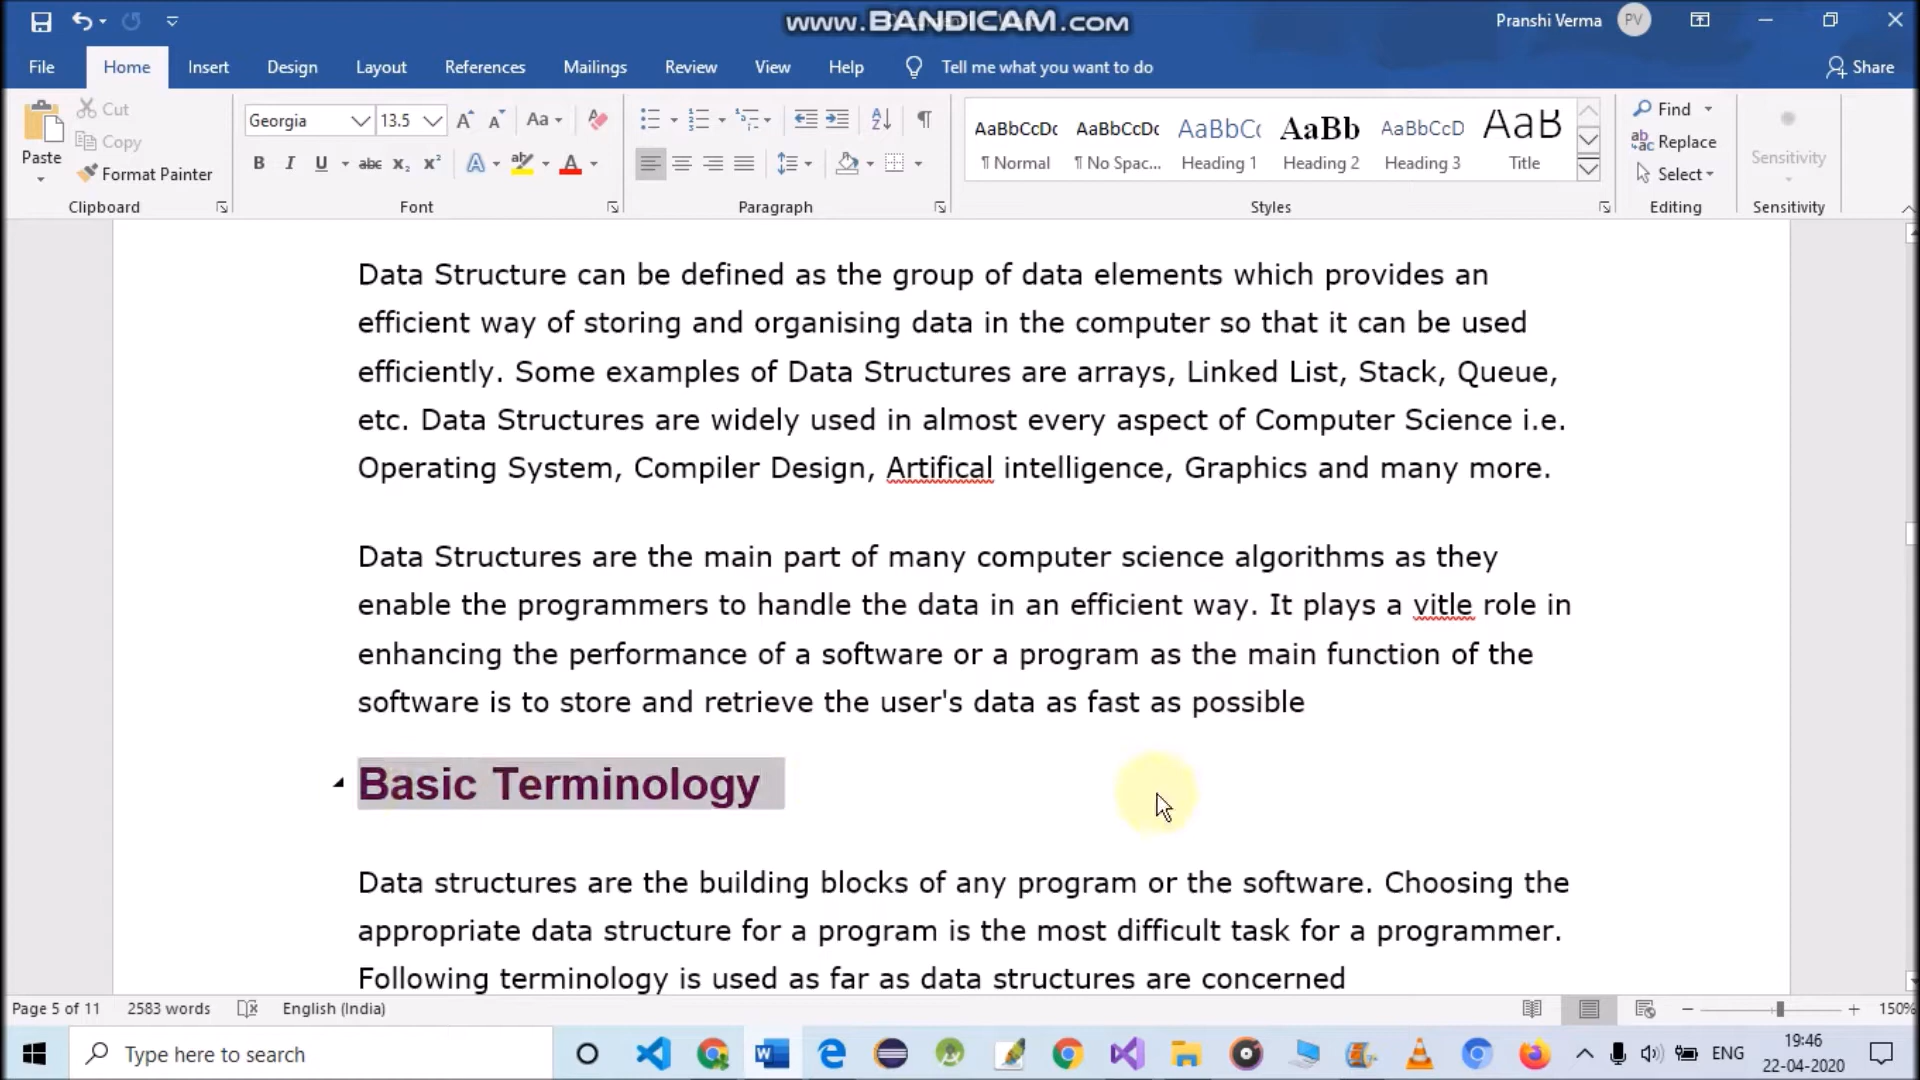 www.BANDICAM.com
Pranshi Verma PV
File Home Insert Design Layout References Mailings Review View Help Tell me what you want to do Share
Paste
Cut
Copy
Format Painter
Clipboard
Georgia 13.5 Aa
B I U abc x₂ x² A A
Font
Paragraph
AaBbCcDc AaBbCcDc AaBbCc AaBb AaBbCcD AaB
¶ Normal ¶ No Spac... Heading 1 Heading 2 Heading 3 Title
Styles
Find
Replace
Select
Editing
Sensitivity
Sensitivity
Data Structure can be defined as the group of data elements which provides an
efficient way of storing and organising data in the computer so that it can be used
efficiently. Some examples of Data Structures are arrays, Linked List, Stack, Queue,
etc. Data Structures are widely used in almost every aspect of Computer Science i.e.
Operating System, Compiler Design, Artifical intelligence, Graphics and many more.
Data Structures are the main part of many computer science algorithms as they
enable the programmers to handle the data in an efficient way. It plays a vitle role in
enhancing the performance of a software or a program as the main function of the
software is to store and retrieve the user's data as fast as possible
Basic Terminology
Data structures are the building blocks of any program or the software. Choosing the
appropriate data structure for a program is the most difficult task for a programmer.
Following terminology is used as far as data structures are concerned
Page 5 of 11 2583 words English (India) 150%
Type here to search
ENG
19:46
22-04-2020